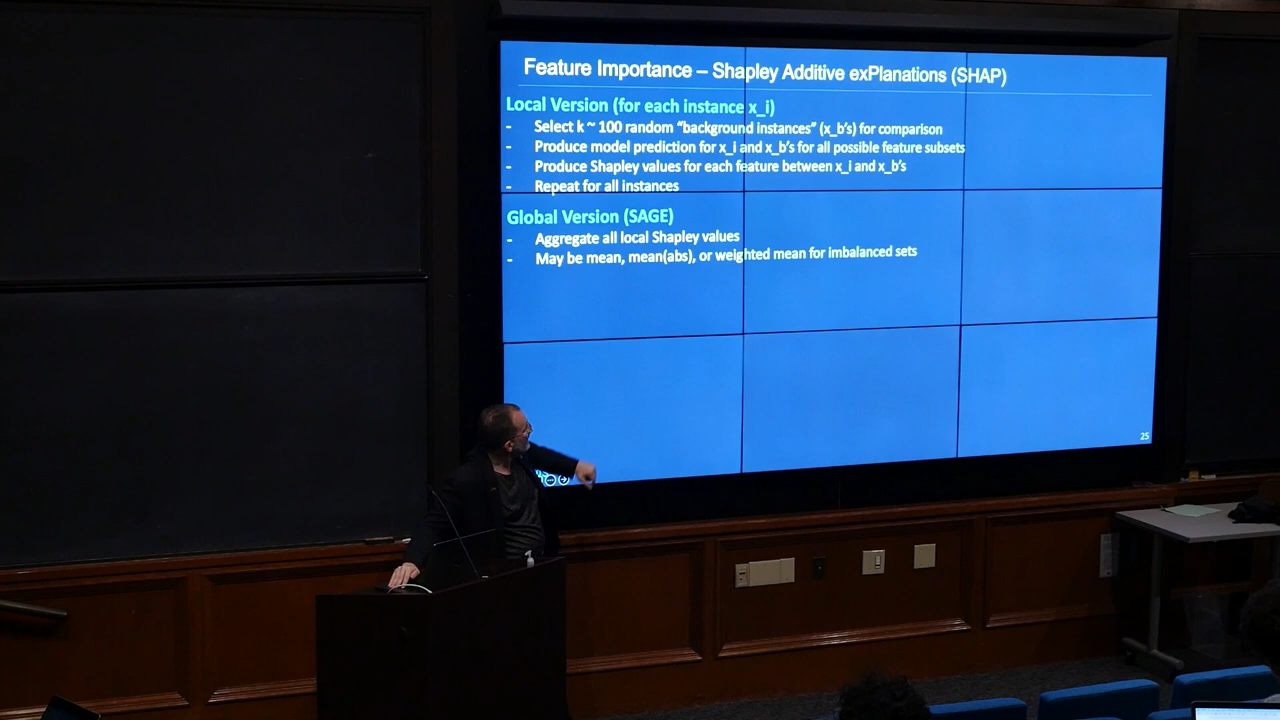 Feature Importance – Shapley Additive exPlanations (SHAP)
Local Version (for each instance x_i)
- Select k ~ 100 random “background instances” (x_b’s) for comparison
- Produce model prediction for x_i and x_b’s for all possible feature subsets
- Produce Shapley values for each feature between x_i and x_b’s
- Repeat for all instances
Global Version (SAGE)
- Aggregate all local Shapley values
- May be mean, mean(abs), or weighted mean for imbalanced sets
25